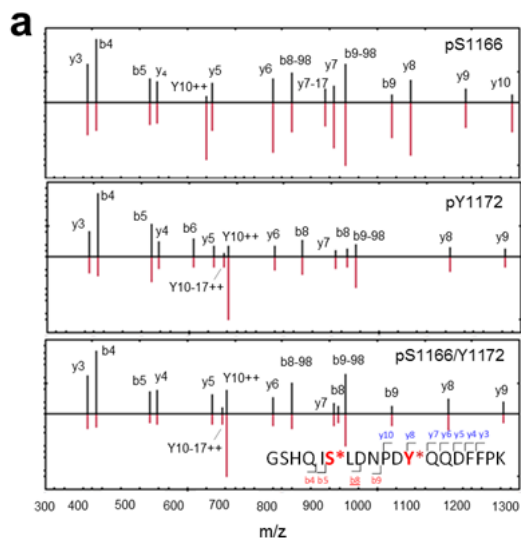 a
pS1166
b4
y3
b5
y4
Y10++
y5
y6
b8-98
y7-17
y7
b9-98
b9
y8
y9
y10
pY1172
b4
y3
b5
y4
b6
y5
Y10++
Y10-17++
y6
b8
y7
b8
b9-98
y8
y9
pS1166/Y1172
b4
y3
b5
y4
y5
Y10++
Y10-17++
y6
b8-98
y7
b8
b9-98
b9
y8
y9
y10 y8 y7 y6 y5 y4 y3
GSHQIS*LDNPDY*QQDFFPK
b4 b5 b8 b9
300 400 500 600 700 800 900 1000 1100 1200 1300
m/z